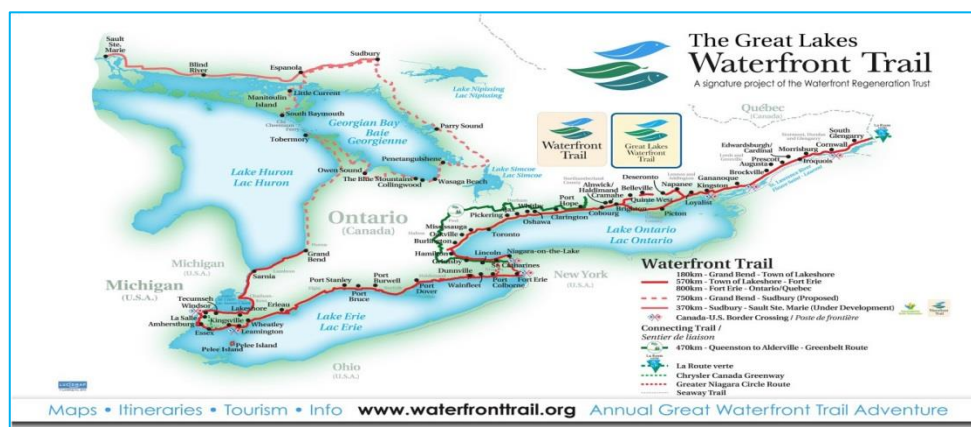 The Great Lakes
Waterfront Trail
A signature project of the Waterfront Regeneration Trust
Sault
Ste.
Marie
Blind
River
Espanola
Sudbury
Little Current
Manitoulin
Island
South Baymouth
Tobermory
Lake Nipissing
Lac Nipissing
Georgian Bay
Baie
Georgienne
Parry Sound
Penetanguishene
Owen Sound
The Blue Mountains
Collingwood
Wasaga Beach
Lake Simcoe
Lac Simcoe
Lake Huron
Lac Huron
Ontario
(Canada)
Waterfront
Trail
Great Lakes
Waterfront
Trail
Québec
(Canada)
La Route
South
Glengarry
Cornwall
Edwardsburgh/
Cardinal
Morrisburg
Iroquois
Prescott
Augusta
Brockville
Gananoque
Kingston
Loyalist
Deseronto
Napanee
Belleville
Quinte West
Picton
Alnwick/
Haldimand
Cramahe
Brighton
Cobourg
Port
Hope
Clarington
Whitby
Oshawa
Pickering
Toronto
Mississauga
Oakville
Burlington
Hamilton
Grimsby
Lincoln
Niagara-on-the-Lake
St. Catharines
Fort Erie
Port
Colborne
Wainfleet
Dunnville
Lake Ontario
Lac Ontario
New York
(U.S.A.)
Grand
Bend
Sarnia
Michigan
(U.S.A.)
Michigan
(U.S.A.)
Tecumseh
Windsor
La Salle
Amherstburg
Essex
Lakeshore
Kingsville
Leamington
Wheatley
Erieau
Pelee Island
Pelee Island
Port Stanley
Port
Bruce
Port
Burwell
Port
Dover
Lake Erie
Lac Erie
Ohio
(U.S.A.)
Waterfront Trail
180km - Grand Bend - Town of Lakeshore
570km - Town of Lakeshore - Fort Erie
800km - Fort Erie - Ontario/Quebec
750km - Grand Bend - Sudbury (Proposed)
370km - Sudbury - Sault Ste. Marie (Under Development)
Canada-U.S. Border Crossing / Poste de frontière
Connecting Trail /
Sentier de liaison
470km - Queenston to Alderville - Greenbelt Route
La Route verte
Chrysler Canada Greenway
Greater Niagara Circle Route
Seaway Trail
Maps • Itineraries • Tourism • Info www.waterfronttrail.org Annual Great Waterfront Trail Adventure